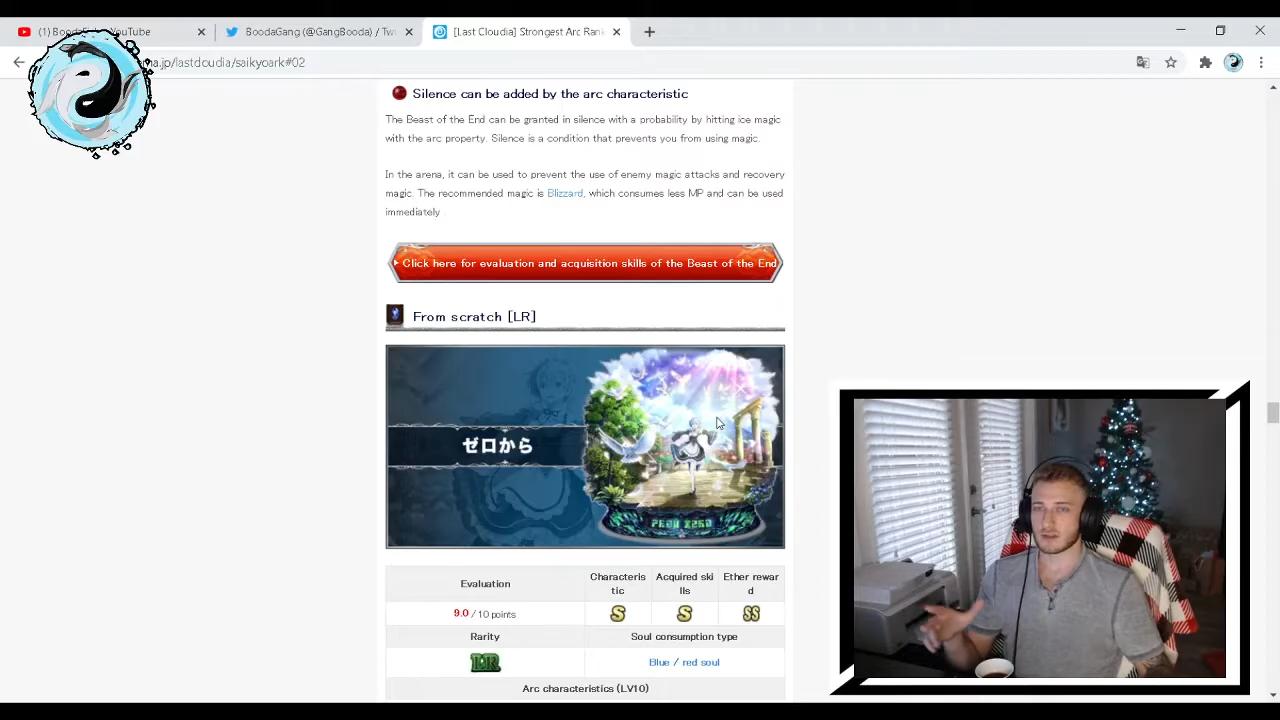 BoodaGang (@GangBooda) / Twi
[Last Cloudia] Strongest Arc Rank
ma.jp/lastcloudia/saikyoark#02
Silence can be added by the arc characteristic
The Beast of the End can be granted in silence with a probability by hitting ice magic
with the arc property. Silence is a condition that prevents you from using magic.
In the arena, it can be used to prevent the use of enemy magic attacks and recovery
magic. The recommended magic is Blizzard, which consumes less MP and can be used
immediately
Click here for evaluation and acquisition skills of the Beast of the End
From scratch [LR]
ゼロから
Evaluation
Characteris
tic
Acquired ski
lls
Ether rewar
d
9.0 / 10 points
S
S
SS
Rarity
Soul consumption type
LR
Blue / red soul
Arc characteristics (LV10)